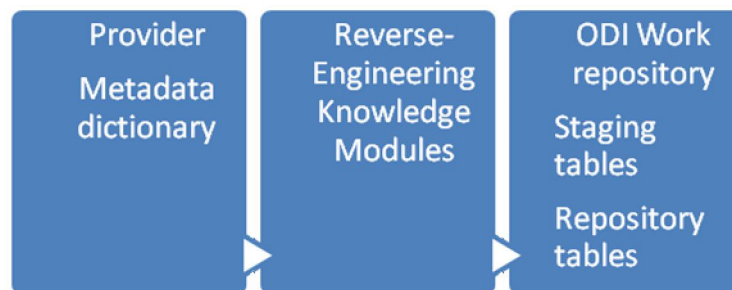 Provider
Metadata
dictionary
Reverse-
Engineering
Knowledge
Modules
ODI Work
repository
Staging
tables
Repository
tables